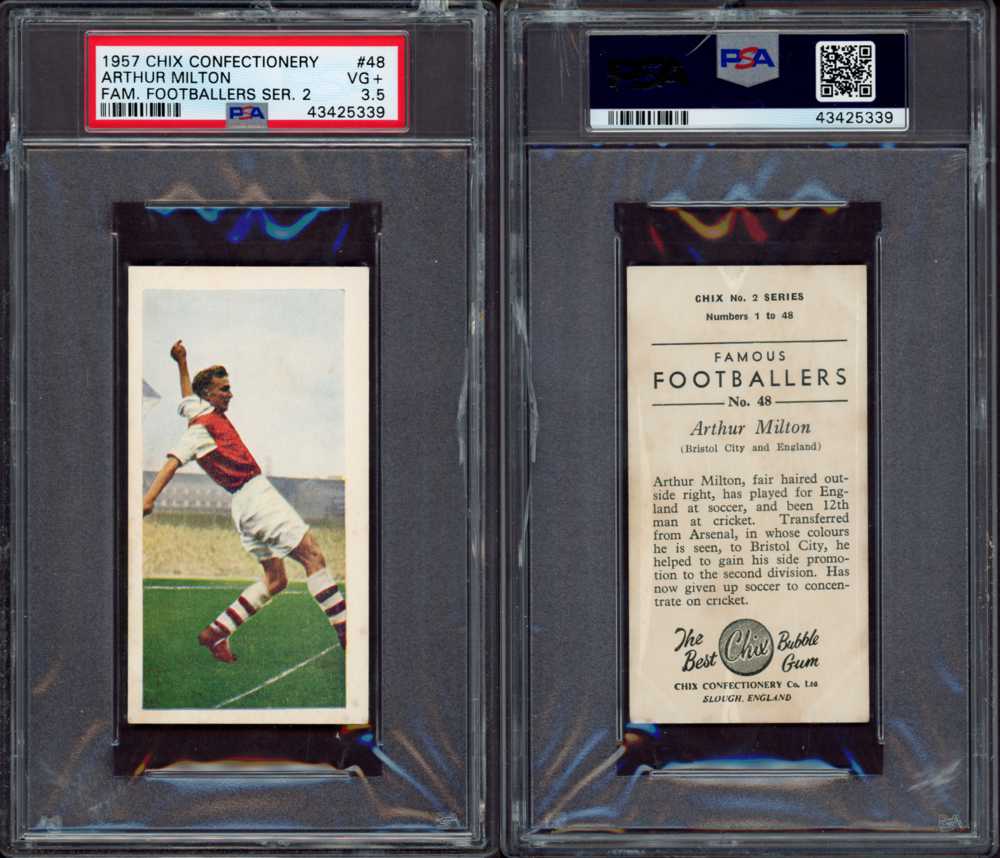 1957 CHIX CONFECTIONERY #48
ARTHUR MILTON VG+
FAM. FOOTBALLERS SER. 2 3.5
PSA 43425339
PSA
43425339
CHIX No. 2 SERIES
Numbers 1 to 48
FAMOUS
FOOTBALLERS
No. 48
Arthur Milton
(Bristol City and England)
Arthur Milton, fair haired out-
side right, has played for Eng-
land at soccer, and been 12th
man at cricket. Transferred
from Arsenal, in whose colours
he is seen, to Bristol City, he
helped to gain his side promo-
tion to the second division. Has
now given up soccer to concen-
trate on cricket.
The Best Chix Bubble Gum
CHIX CONFECTIONERY Co. Ltd
SLOUGH, ENGLAND
PSA
PSA